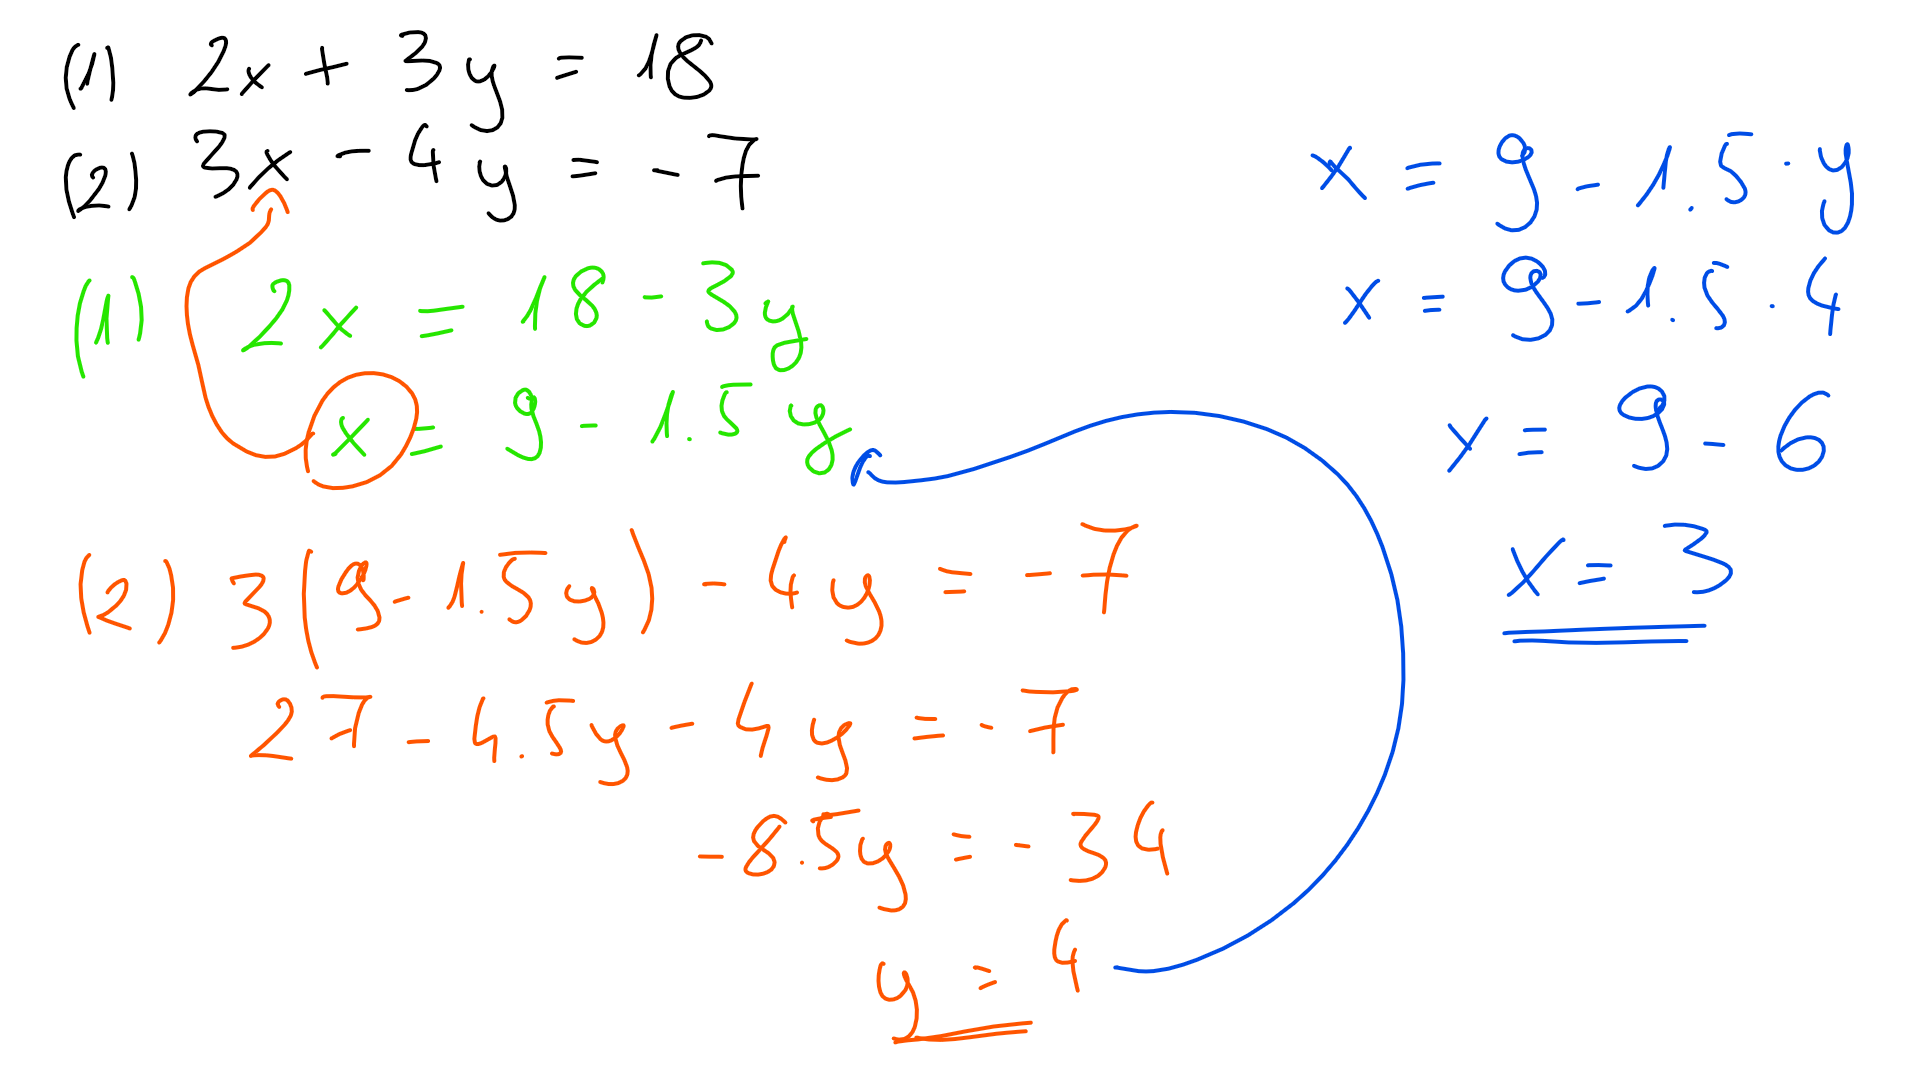 (1) 2x + 3y = 18
(2) 3x - 4y = -7
(1) 2x = 18 - 3y
x = 9 - 1.5y
(2) 3(9 - 1.5y) - 4y = -7
27 - 4.5y - 4y = -7
-8.5y = -34
y = 4
x = 9 - 1.5 · y
x = 9 - 1.5 · 4
x = 9 - 6
x = 3